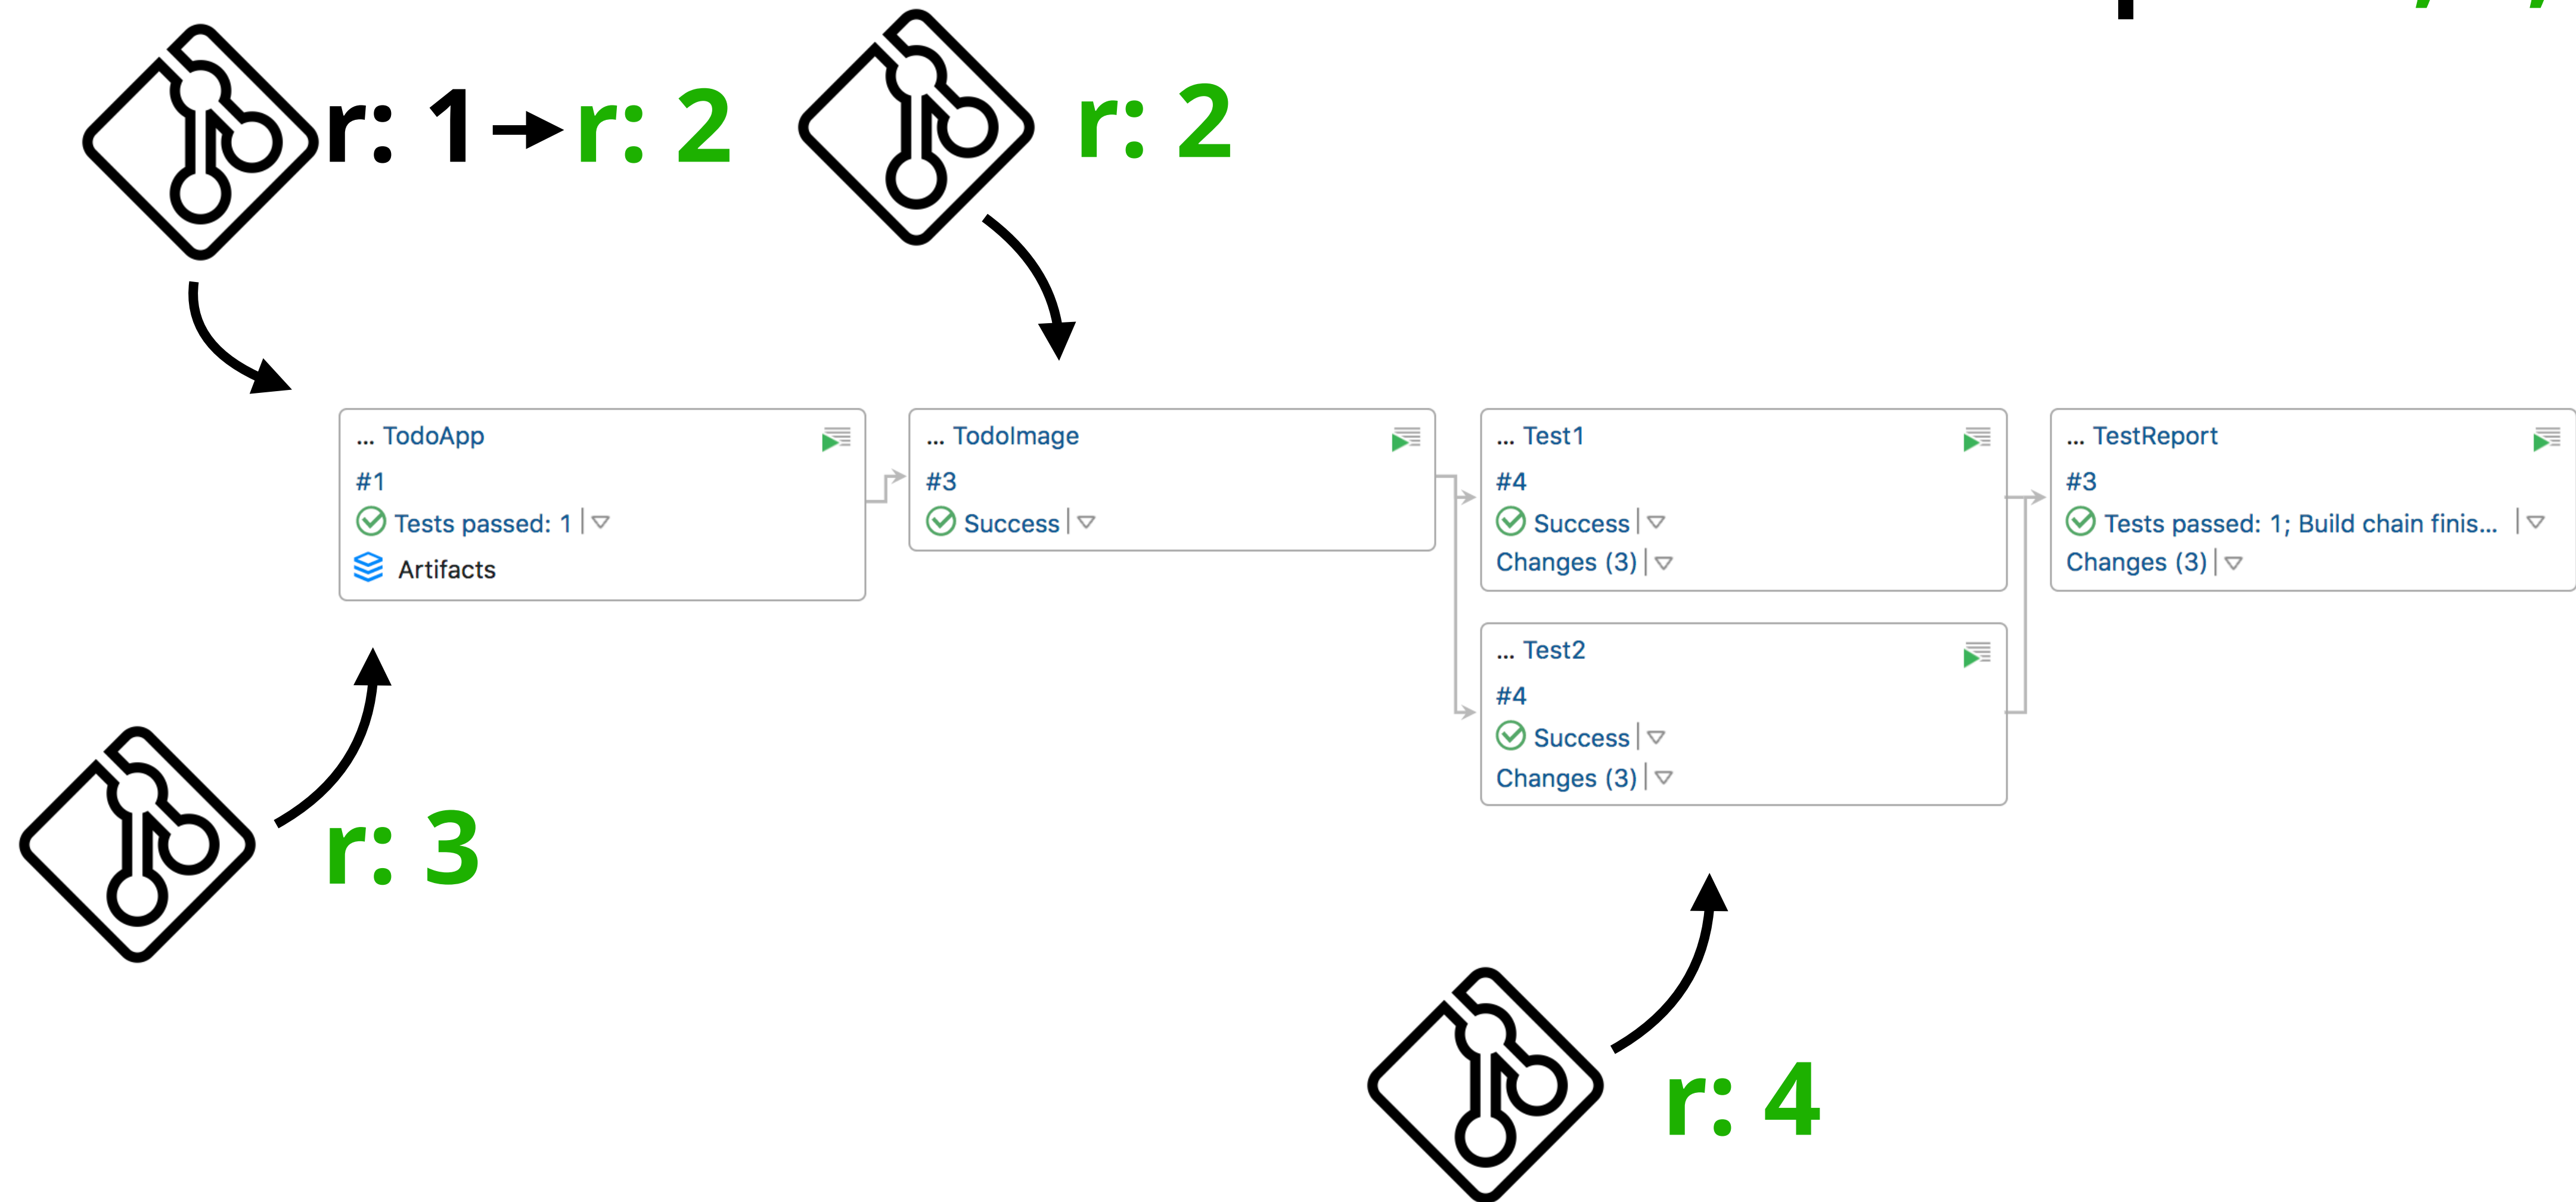 r: 1 → r: 2
r: 2
... TodoApp
#1
Tests passed: 1
Artifacts
... TodoImage
#3
Success
... Test1
#4
Success
Changes (3)
... TestReport
#3
Tests passed: 1; Build chain finis...
Changes (3)
... Test2
#4
Success
Changes (3)
r: 3
r: 4